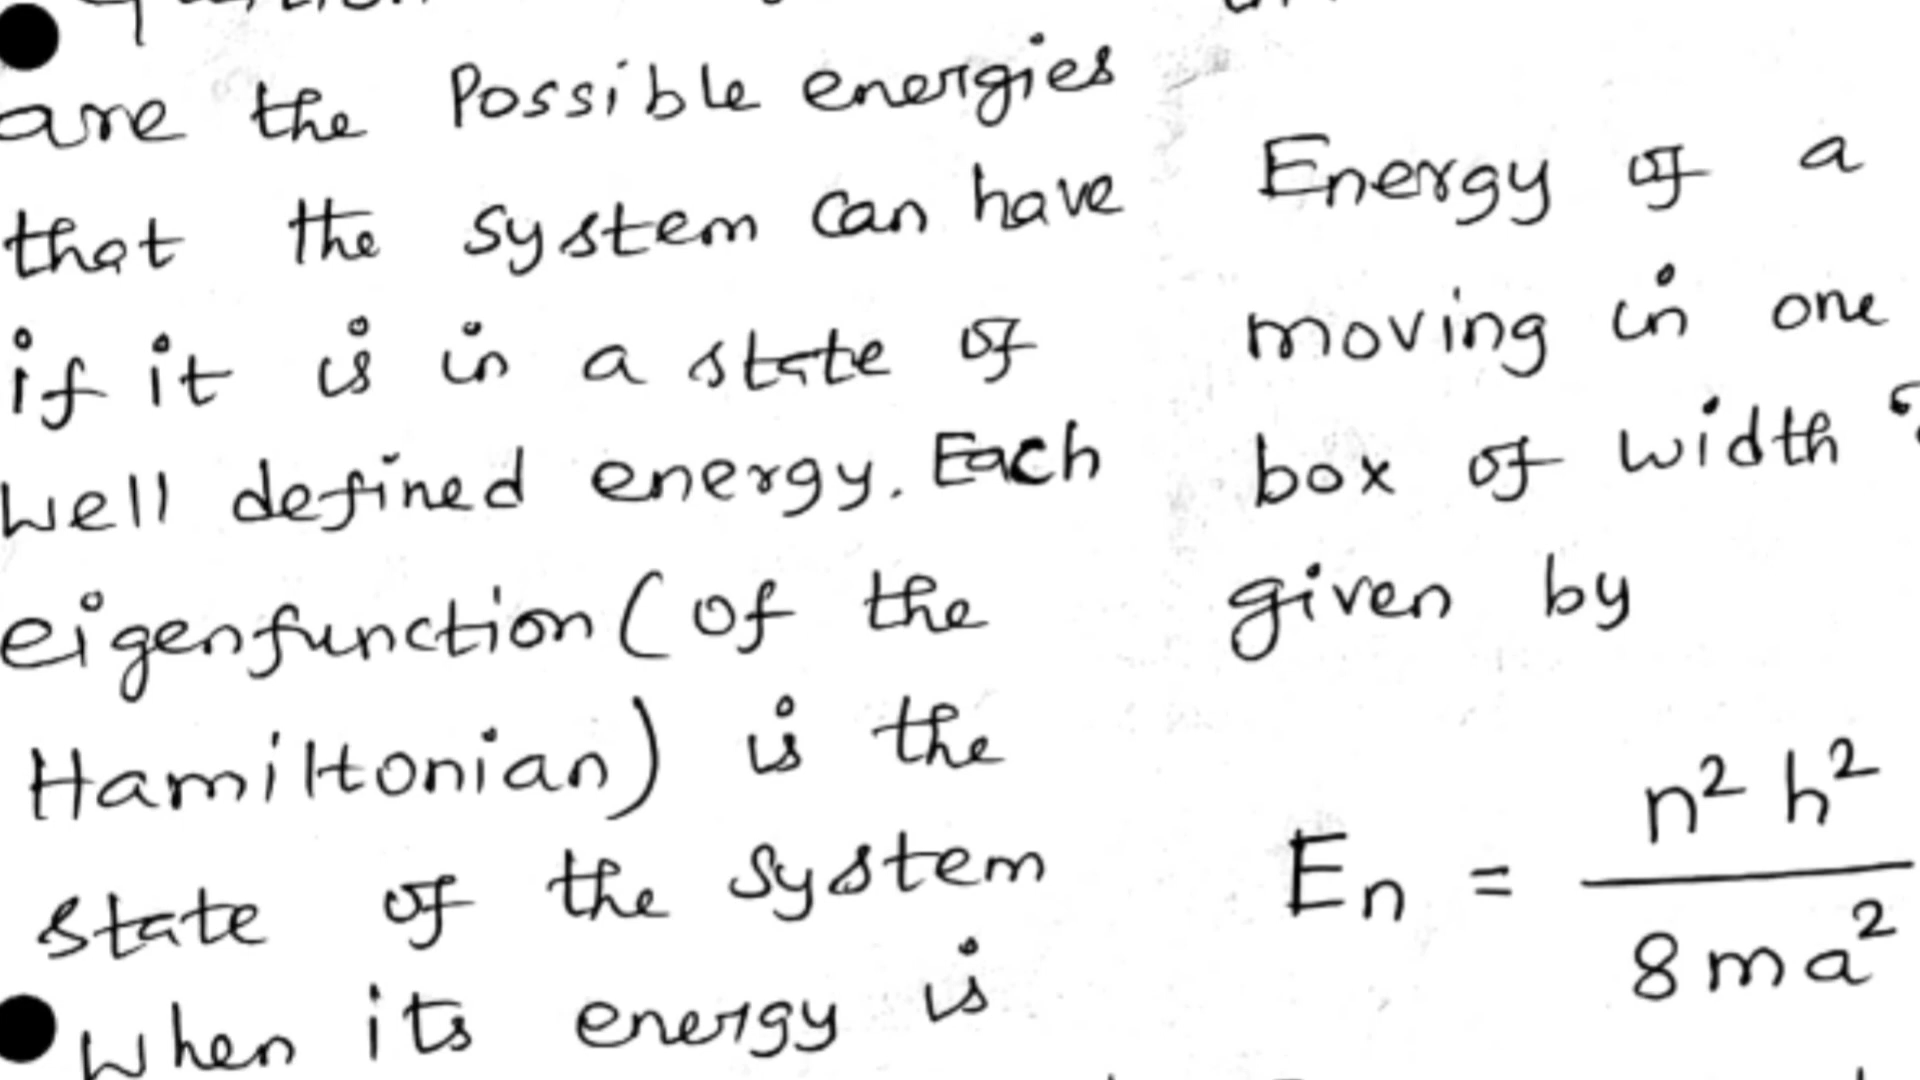 are the possible energies
that the system can have
if it is in a state of
well defined energy. Each
eigenfunction (of the
Hamiltonian) is the
state of the system
when its energy is
Energy of a
moving in one
box of width
given by
En = n² h² / 8ma²